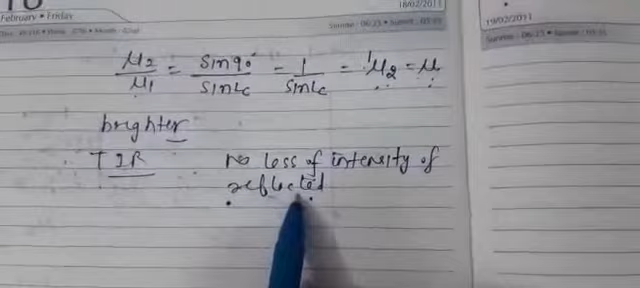 10
18/02/2011
February • Friday
19/02/2011
μ2/μ1 = Sin90°/Sinic = 1/Sinic = ¹μ2 = μ
brighter
TIR no loss of intensity of
reflected